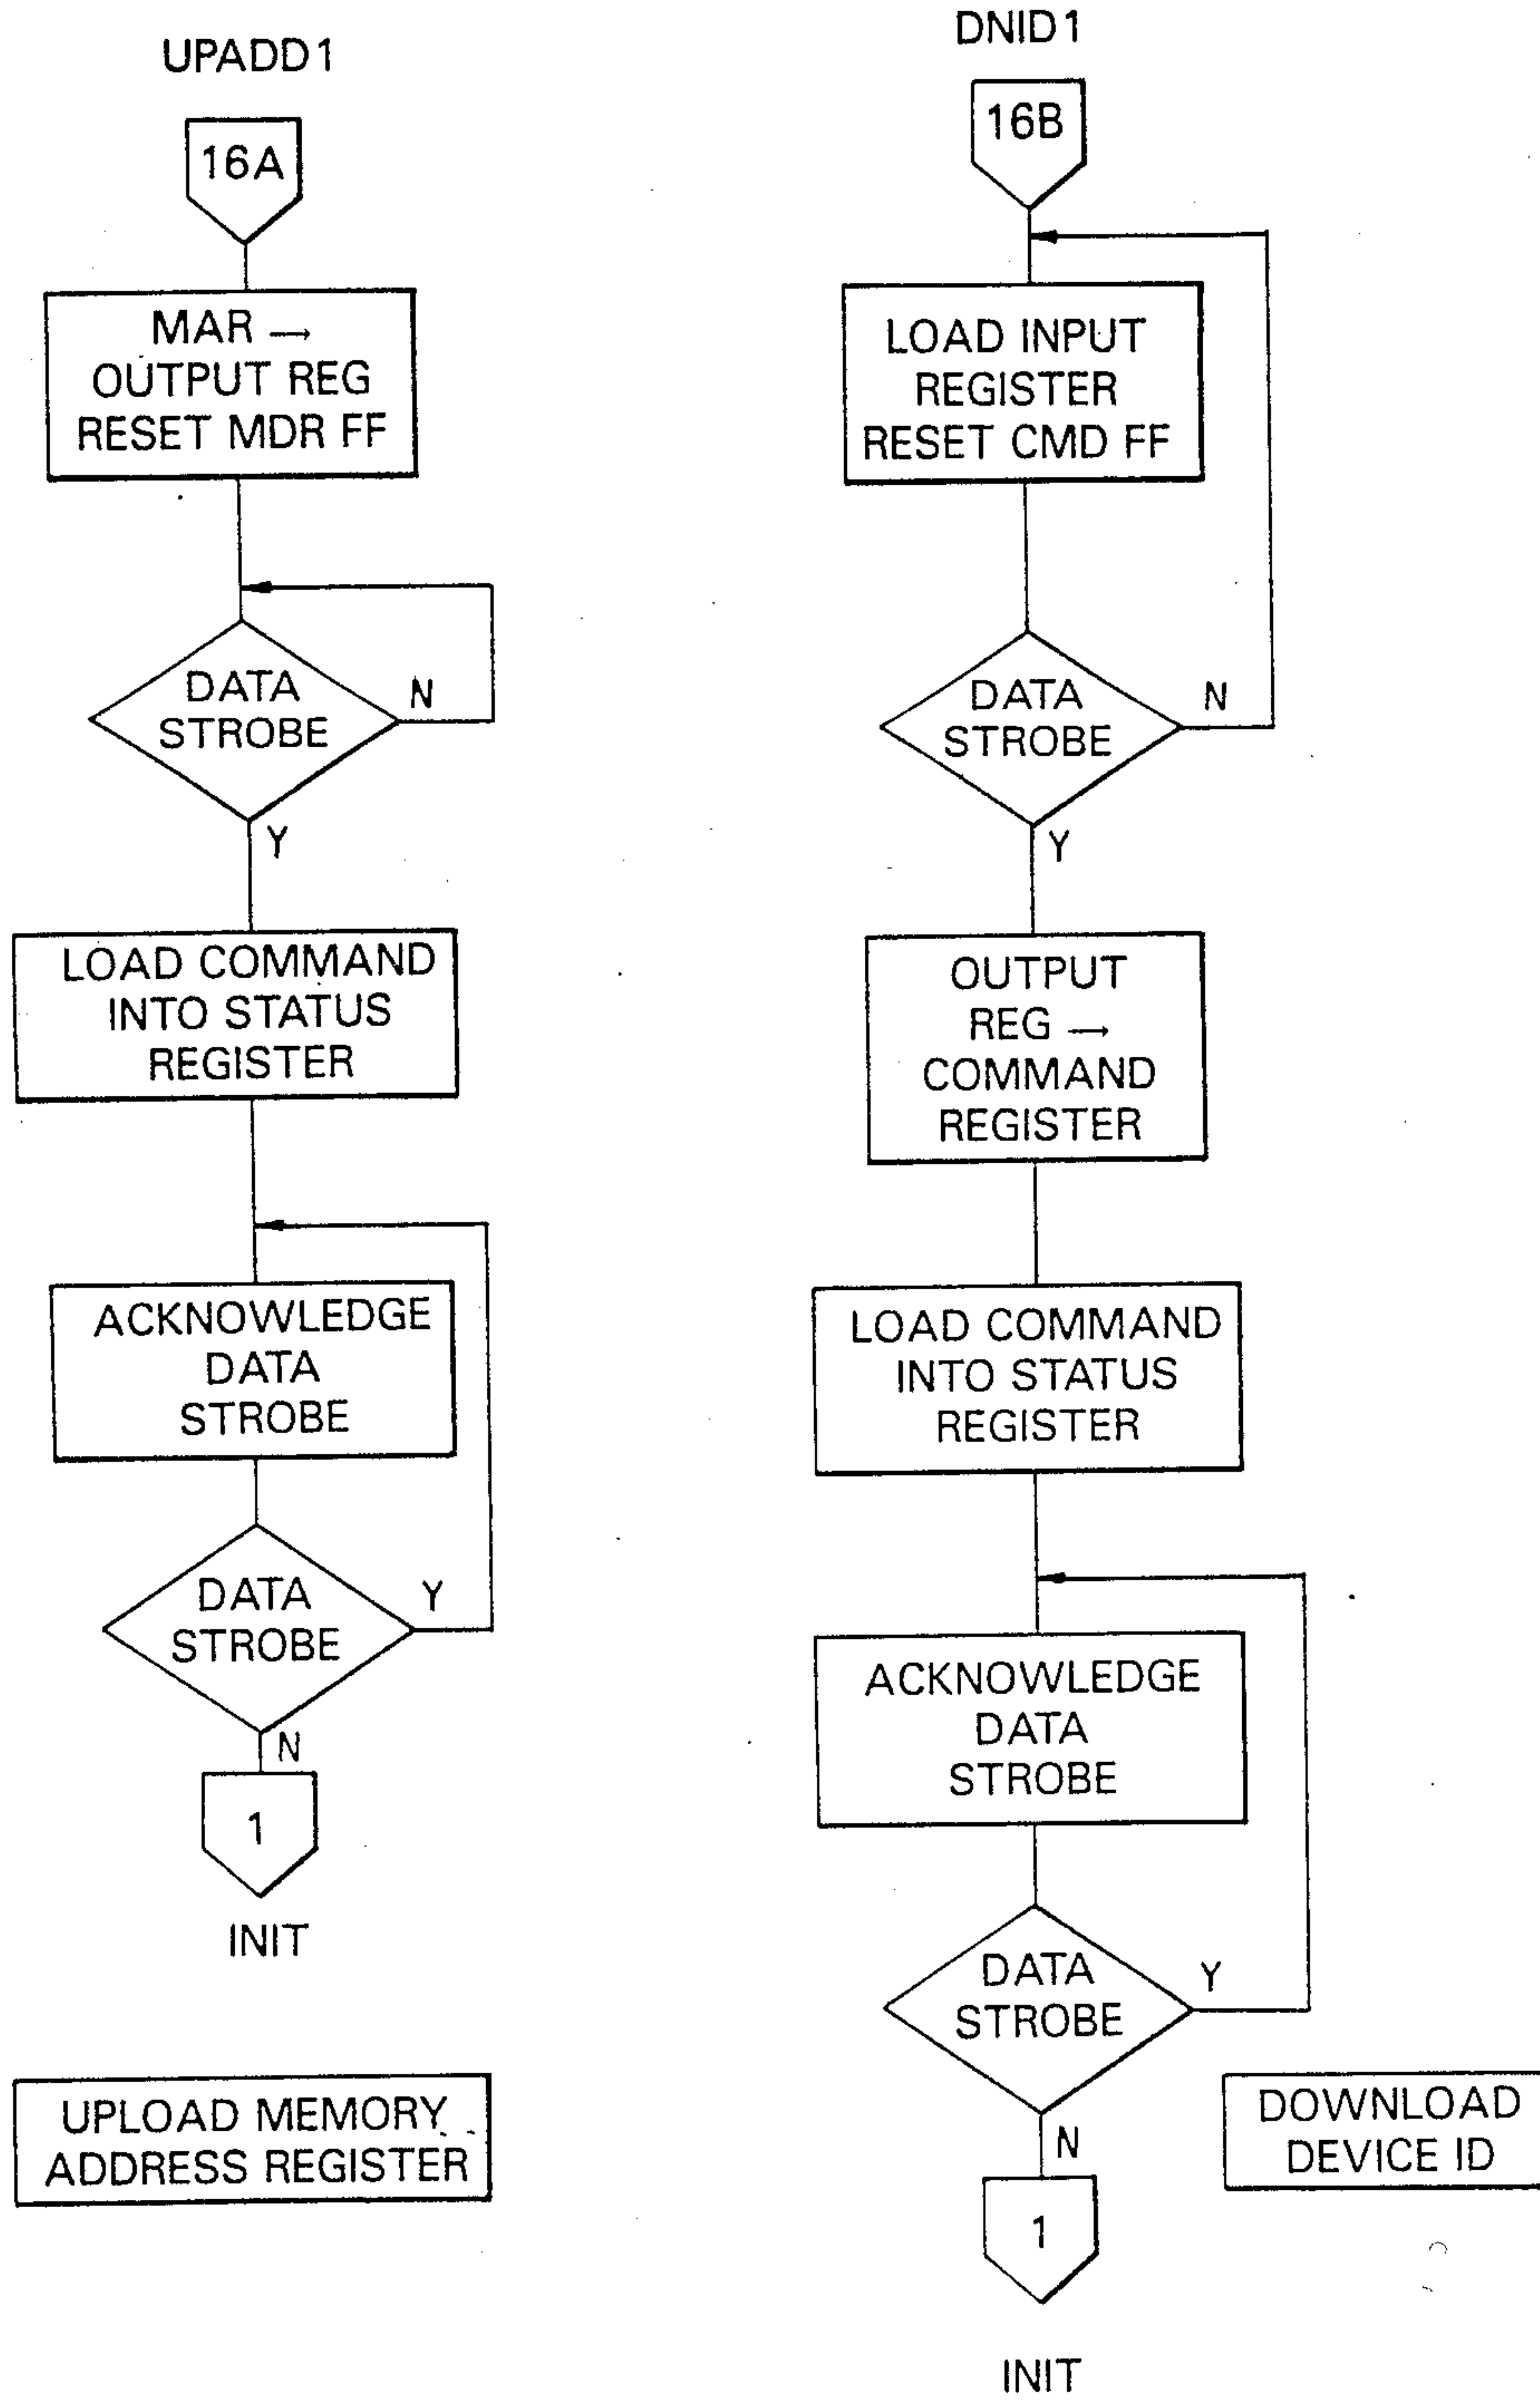 UPADD1
16A
MAR →
OUTPUT REG
RESET MDR FF
DATA
STROBE
N
Y
LOAD COMMAND
INTO STATUS
REGISTER
ACKNOWLEDGE
DATA
STROBE
DATA
STROBE
Y
N
1
INIT
UPLOAD MEMORY
ADDRESS REGISTER
DNID1
16B
LOAD INPUT
REGISTER
RESET CMD FF
DATA
STROBE
N
Y
OUTPUT
REG →
COMMAND
REGISTER
LOAD COMMAND
INTO STATUS
REGISTER
ACKNOWLEDGE
DATA
STROBE
DATA
STROBE
Y
N
1
INIT
DOWNLOAD
DEVICE ID